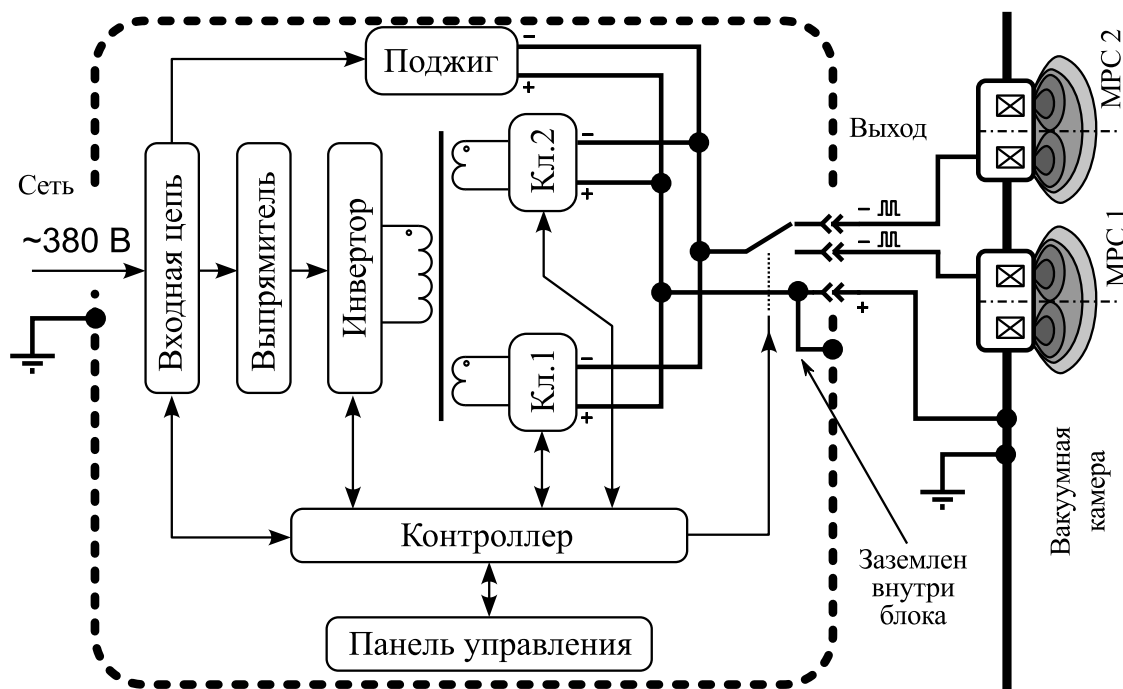 Поджиг
–
+
МРС 2
Выход
Сеть
~380 В
Входная цепь
Выпрямитель
Инвертор
Кл.2
–
+
–
–
+
МРС 1
Кл.1
–
+
Контроллер
Панель управления
Заземлен
внутри
блока
Вакуумная
камера